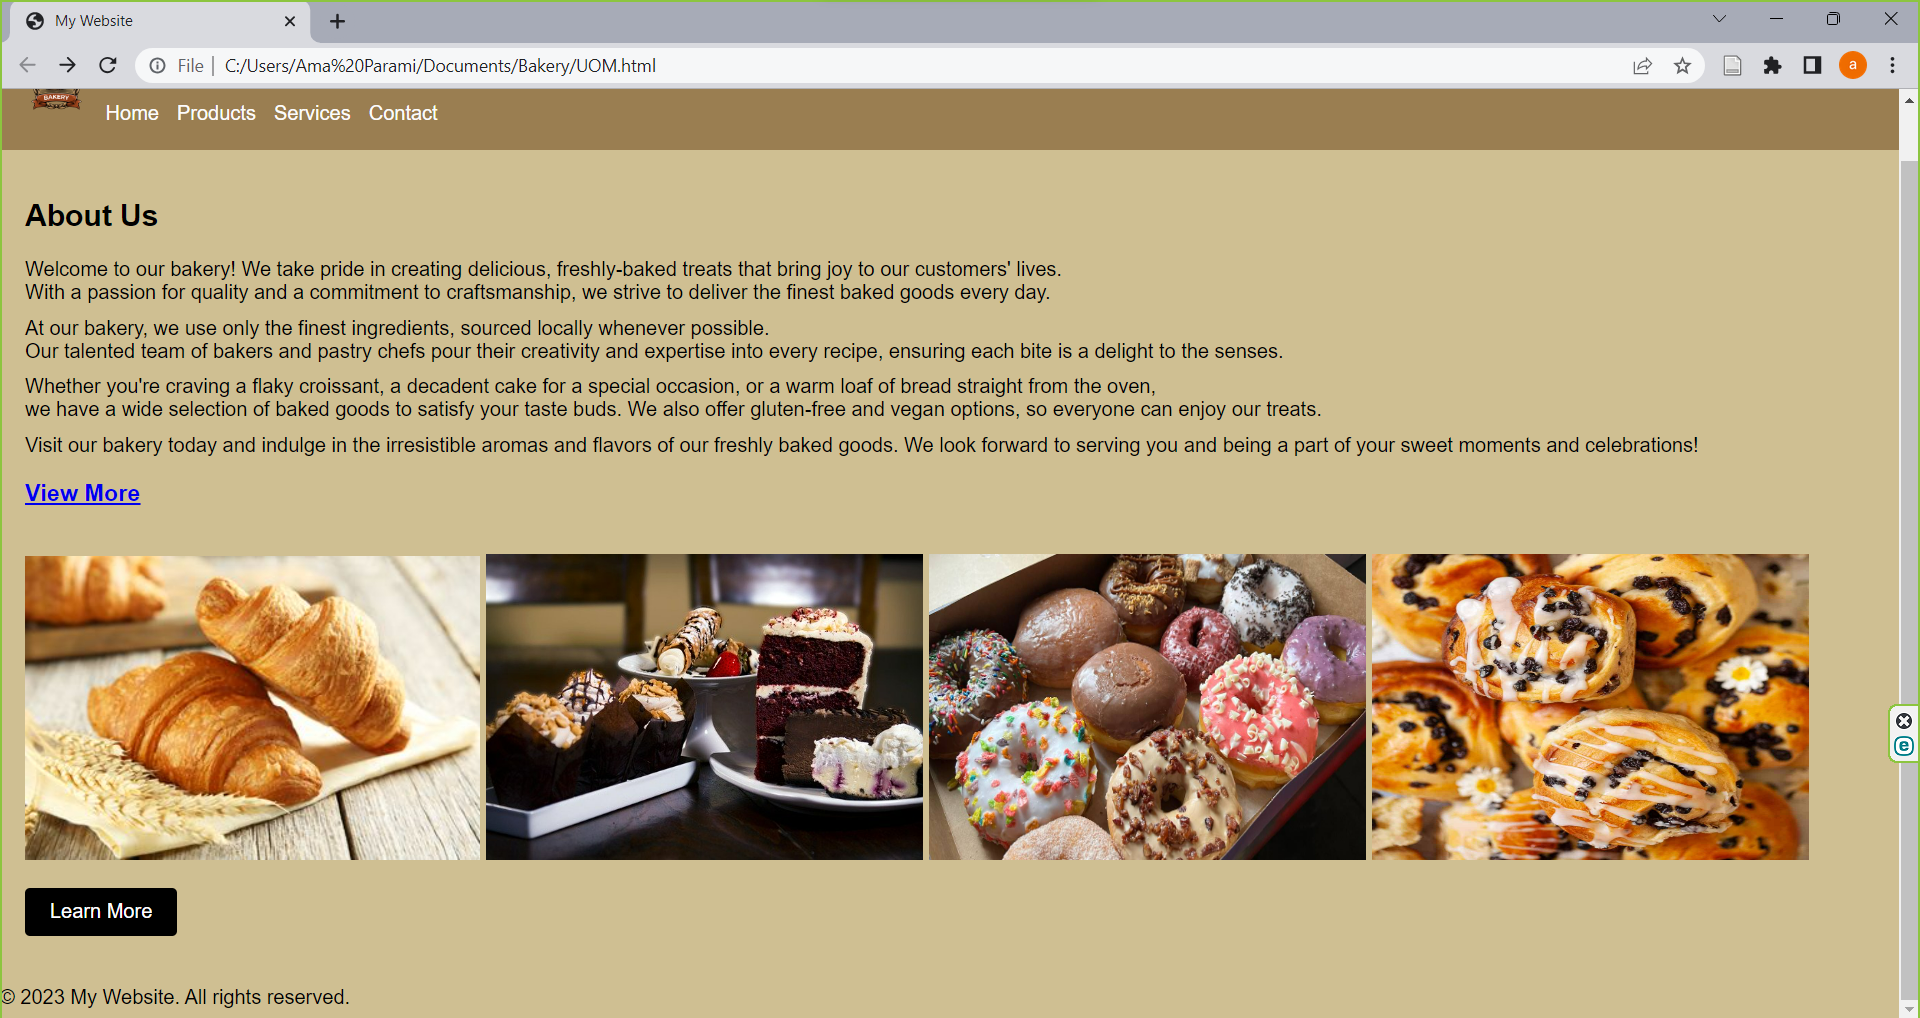 My Website
File
C:/Users/Ama%20Parami/Documents/Bakery/UOM.html
a
BAKERY
Home Products Services Contact
About Us
Welcome to our bakery! We take pride in creating delicious, freshly-baked treats that bring joy to our customers' lives.
With a passion for quality and a commitment to craftsmanship, we strive to deliver the finest baked goods every day.
At our bakery, we use only the finest ingredients, sourced locally whenever possible.
Our talented team of bakers and pastry chefs pour their creativity and expertise into every recipe, ensuring each bite is a delight to the senses.
Whether you're craving a flaky croissant, a decadent cake for a special occasion, or a warm loaf of bread straight from the oven,
we have a wide selection of baked goods to satisfy your taste buds. We also offer gluten-free and vegan options, so everyone can enjoy our treats.
Visit our bakery today and indulge in the irresistible aromas and flavors of our freshly baked goods. We look forward to serving you and being a part of your sweet moments and celebrations!
View More
e
Learn More
© 2023 My Website. All rights reserved.